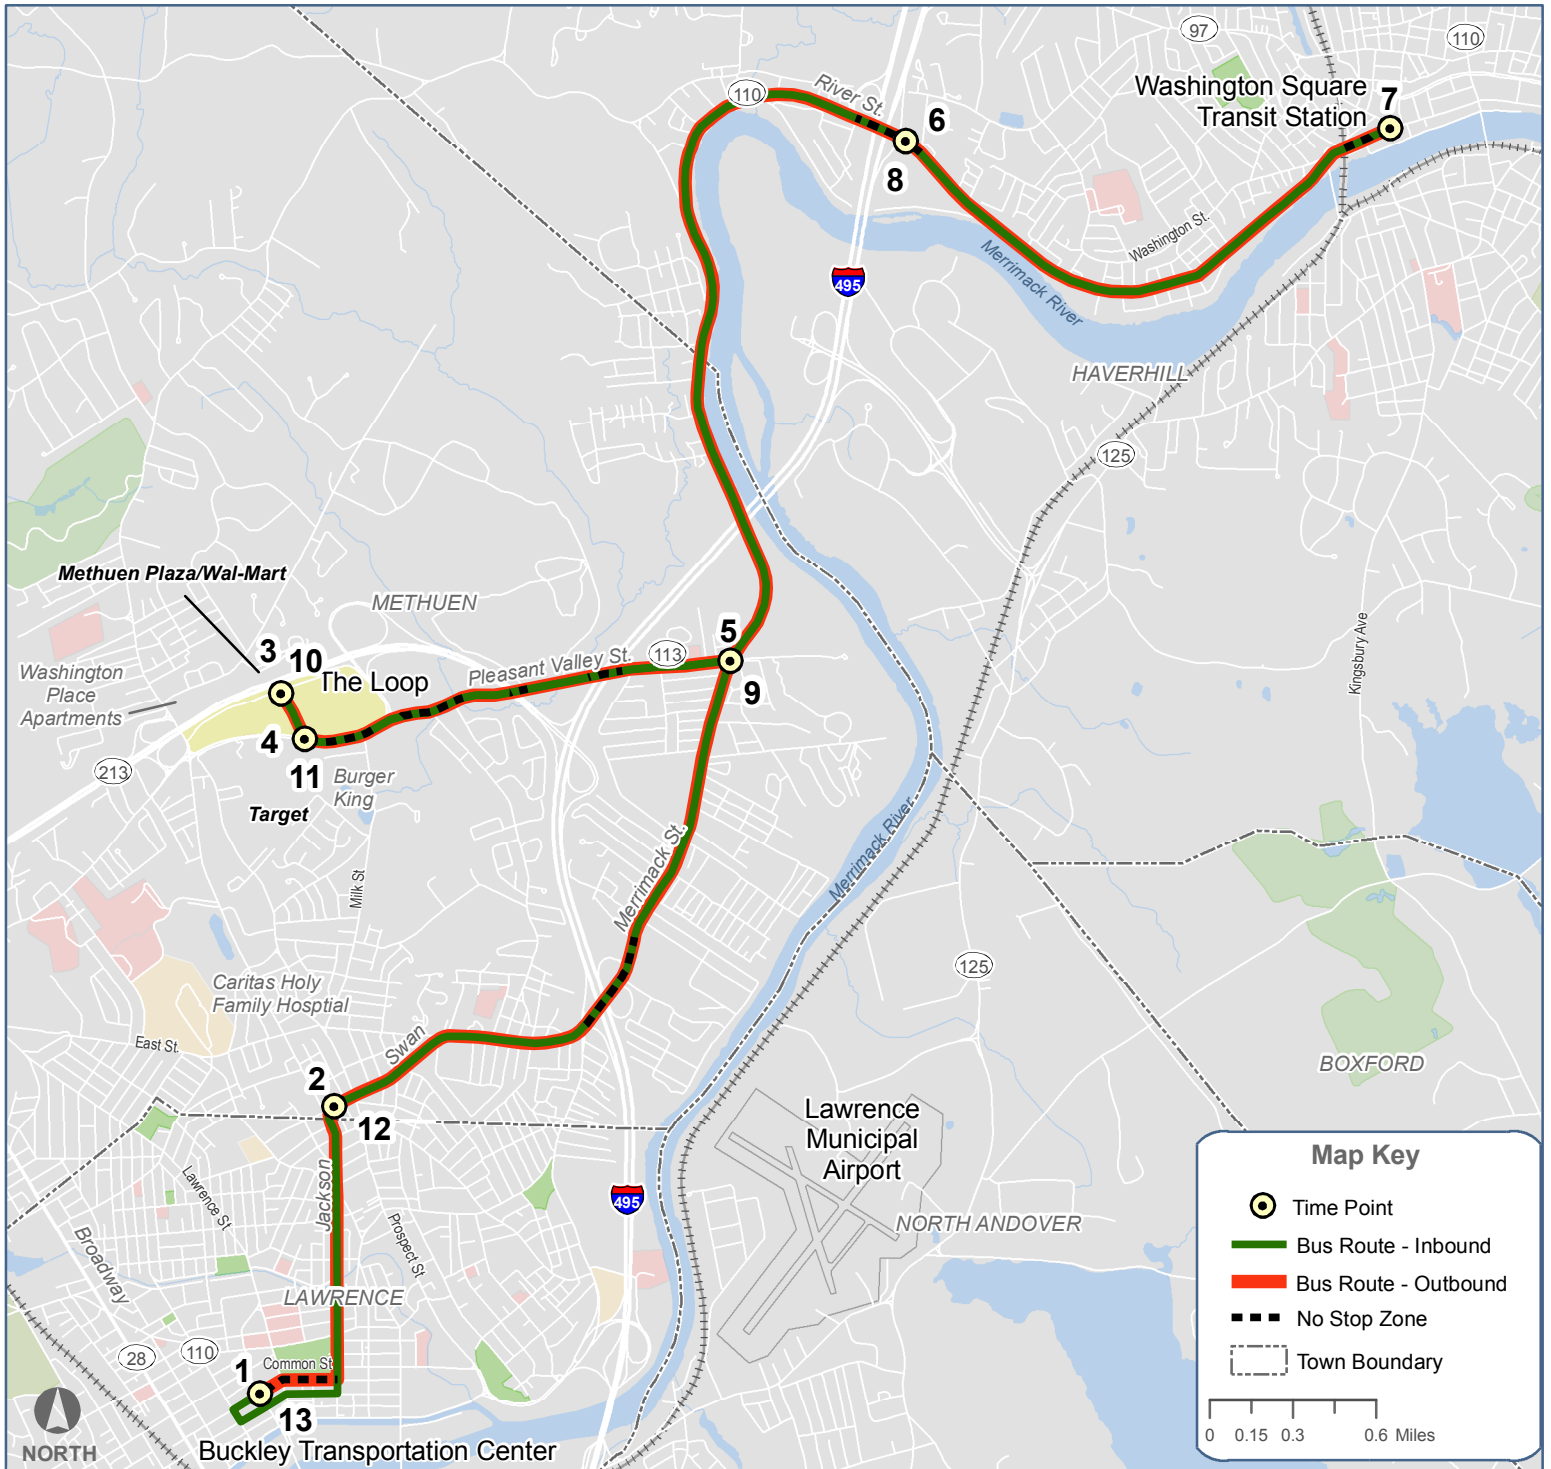 97
110
Washington Square
Transit Station
7
110
River St.
6
8
Washington St.
Merrimack River
495
HAVERHILL
125
Methuen Plaza/Wal-Mart
METHUEN
Kingsbury Ave
3
10
The Loop
Pleasant Valley St.
113
5
9
Washington
Place
Apartments
4
11
213
Burger
King
Target
Merrimack St.
Merrimack River
Milk St
125
Caritas Holy
Family Hosptial
East St.
Swan
2
12
BOXFORD
Lawrence
Municipal
Airport
Lawrence St
Jackson
Prospect St
495
NORTH ANDOVER
Broadway
LAWRENCE
28
110
1
Common St
13
Buckley Transportation Center
NORTH
Map Key
Time Point
Bus Route - Inbound
Bus Route - Outbound
No Stop Zone
Town Boundary
0 0.15 0.3 0.6 Miles